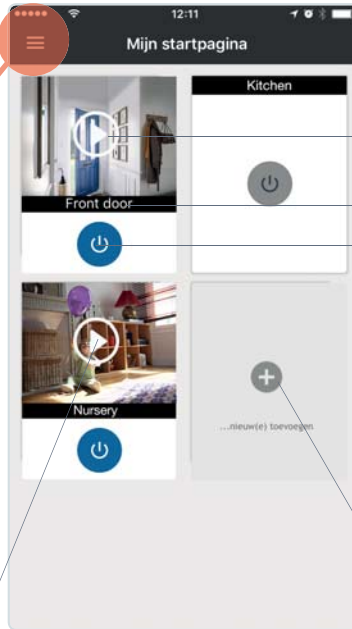 12:11
Mijn startpagina
Front door
Kitchen
Nursery
...nieuw(e) toevoegen